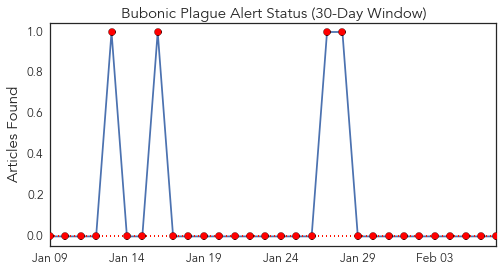 Bubonic Plague Alert Status (30-Day Window)
Articles Found
1.0
0.8
0.6
0.4
0.2
0.0
Jan 09 Jan 14 Jan 19 Jan 24 Jan 29 Feb 03